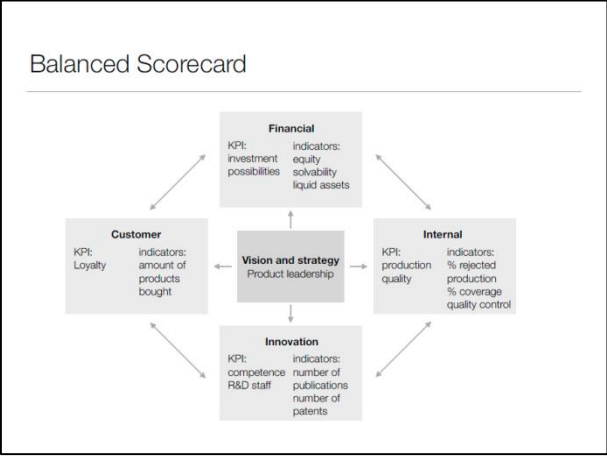 Balanced Scorecard
Financial
KPI:
investment
possibilities
indicators:
equity
solvability
liquid assets
Customer
KPI:
Loyalty
indicators:
amount of
products
bought
Vision and strategy
Product leadership
Internal
KPI:
production
quality
indicators:
% rejected
production
% coverage
quality control
Innovation
KPI:
competence
R&D staff
indicators:
number of
publications
number of
patents